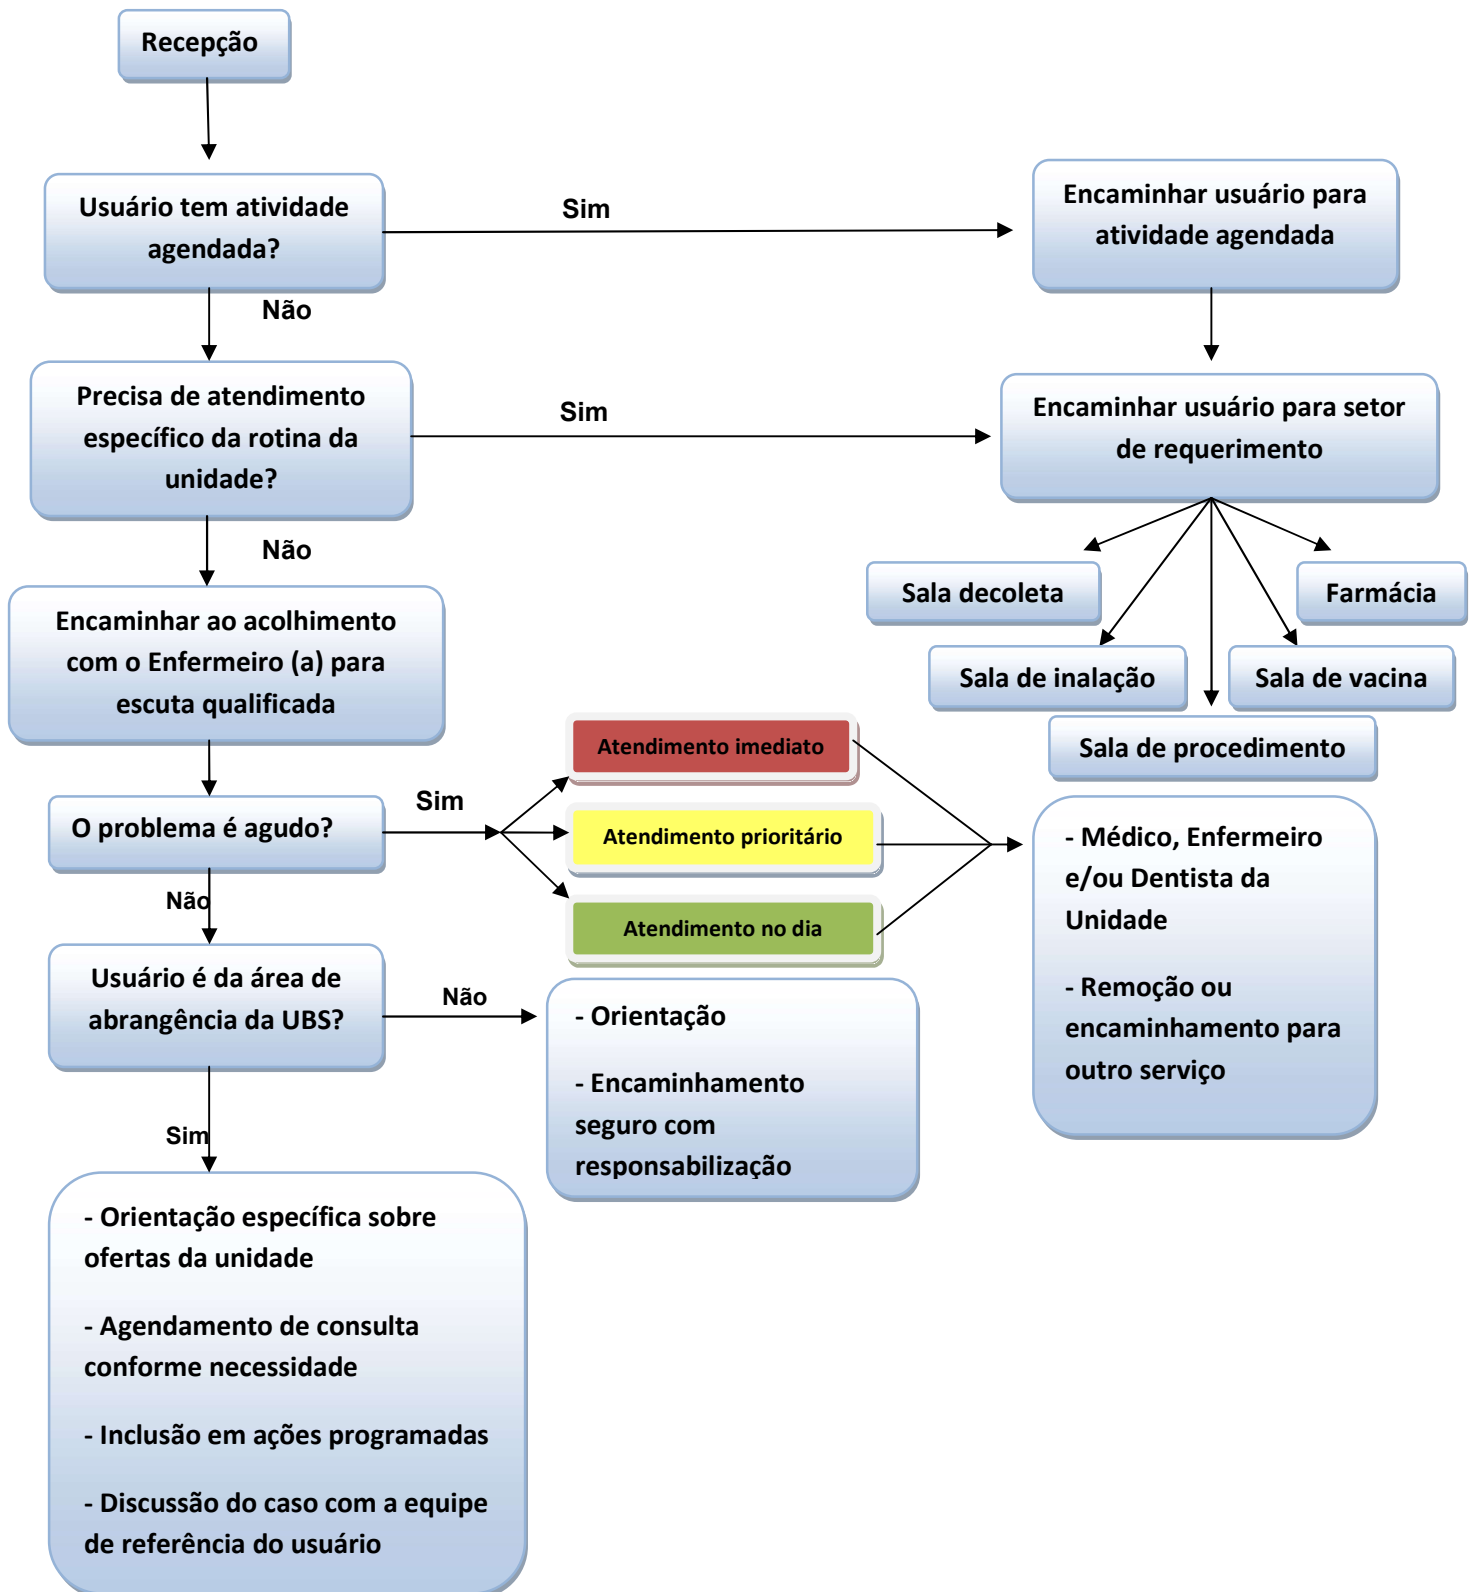 Recepção
Usuário tem atividade
agendada?
Sim
Encaminhar usuário para
atividade agendada
Não
Precisa de atendimento
específico da rotina da
unidade?
Sim
Encaminhar usuário para setor
de requerimento
Não
Sala decoleta
Farmácia
Sala de inalação
Sala de vacina
Sala de procedimento
Encaminhar ao acolhimento
com o Enfermeiro (a) para
escuta qualificada
O problema é agudo?
Sim
Atendimento imediato
Atendimento prioritário
Atendimento no dia
- Médico, Enfermeiro
e/ou Dentista da
Unidade
- Remoção ou
encaminhamento para
outro serviço
Não
Usuário é da área de
abrangência da UBS?
Não
- Orientação
- Encaminhamento
seguro com
responsabilização
Sim
- Orientação específica sobre
ofertas da unidade
- Agendamento de consulta
conforme necessidade
- Inclusão em ações programadas
- Discussão do caso com a equipe
de referência do usuário